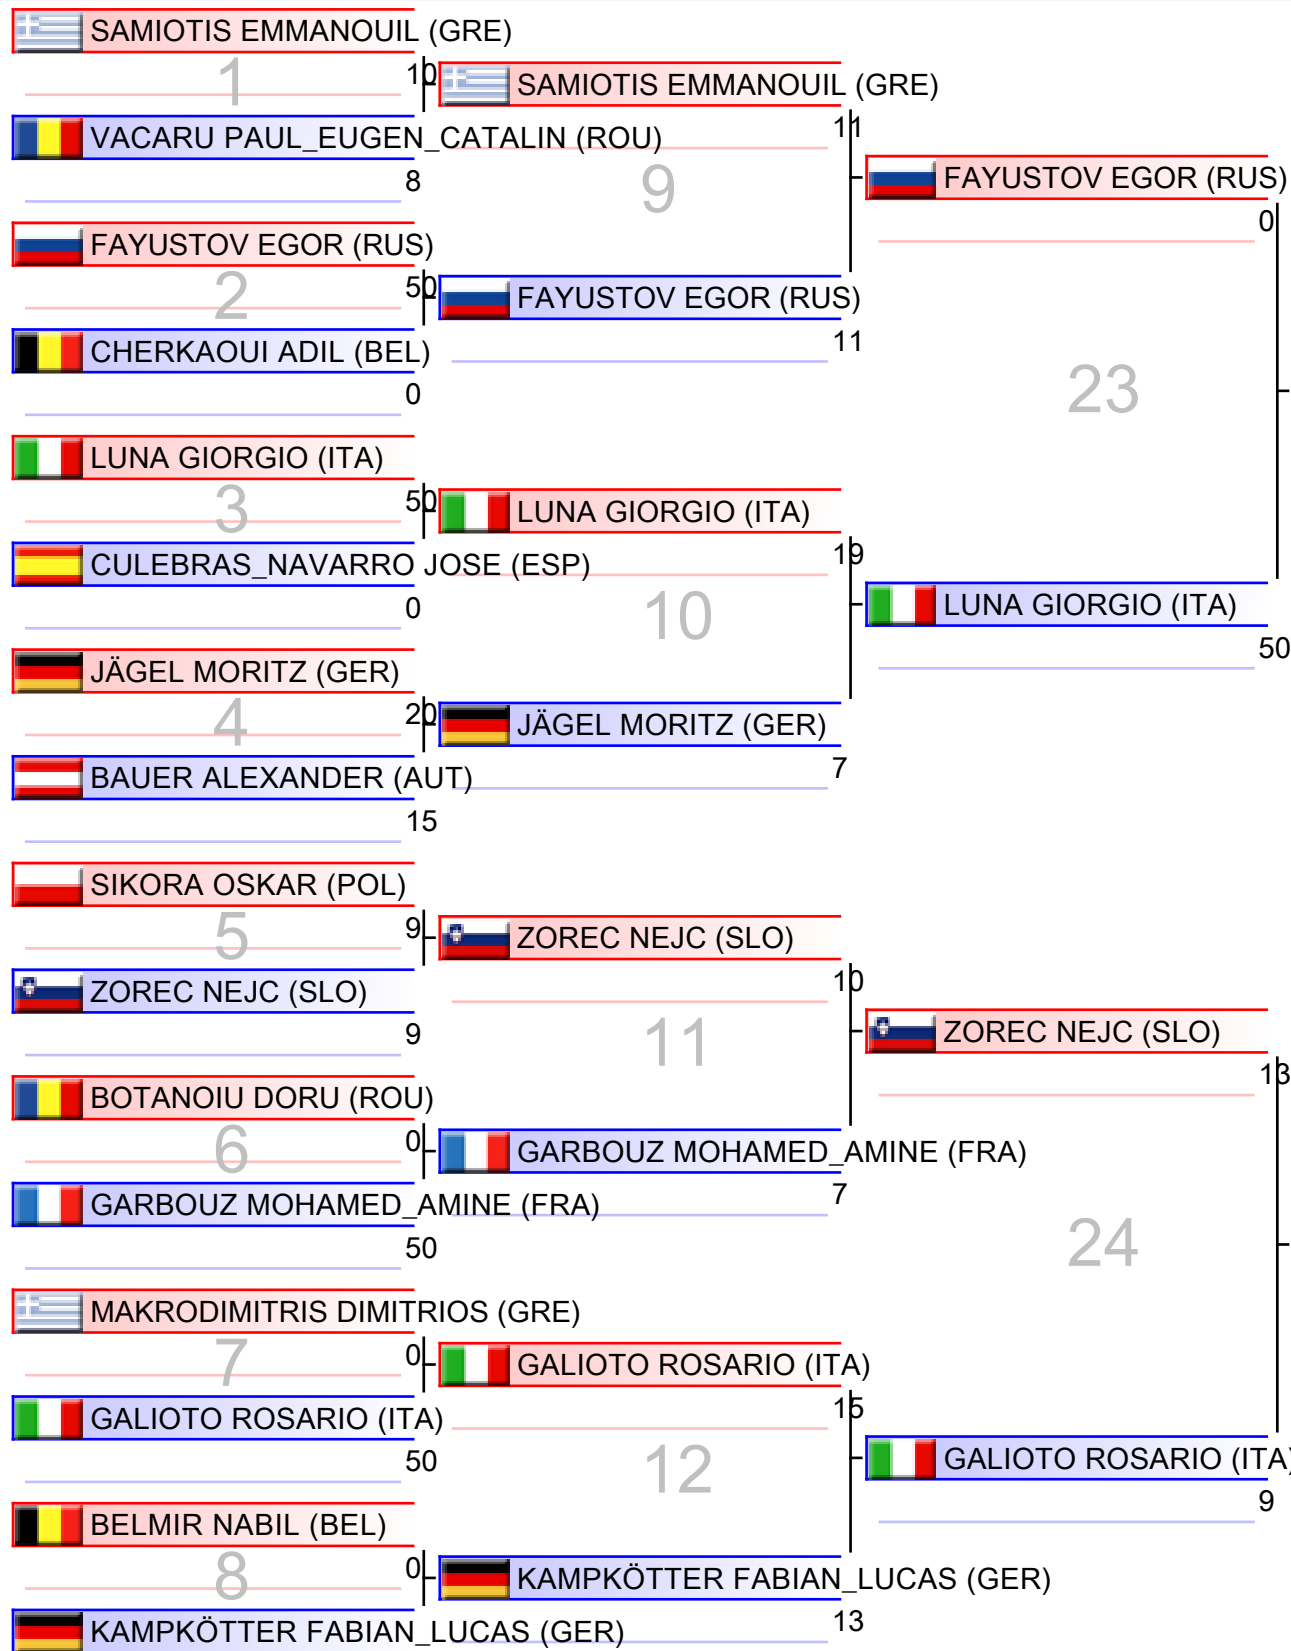 SAMIOTIS EMMANOUIL (GRE)
1
10
VACARU PAUL_EUGEN_CATALIN (ROU)
8
FAYUSTOV EGOR (RUS)
2
50
CHERKAOUI ADIL (BEL)
0
LUNA GIORGIO (ITA)
3
50
CULEBRAS_NAVARRO JOSE (ESP)
0
JÄGEL MORITZ (GER)
4
20
BAUER ALEXANDER (AUT)
15
SIKORA OSKAR (POL)
5
9
ZOREC NEJC (SLO)
9
BOTANOIU DORU (ROU)
6
0
GARBOUZ MOHAMED_AMINE (FRA)
50
MAKRODIMITRIS DIMITRIOS (GRE)
7
0
GALIOTO ROSARIO (ITA)
50
BELMIR NABIL (BEL)
8
0
KAMPKÖTTER FABIAN_LUCAS (GER)
SAMIOTIS EMMANOUIL (GRE)
11
9
FAYUSTOV EGOR (RUS)
11
LUNA GIORGIO (ITA)
19
10
JÄGEL MORITZ (GER)
7
ZOREC NEJC (SLO)
10
11
GARBOUZ MOHAMED_AMINE (FRA)
7
GALIOTO ROSARIO (ITA)
15
12
KAMPKÖTTER FABIAN_LUCAS (GER)
13
FAYUSTOV EGOR (RUS)
0
23
LUNA GIORGIO (ITA)
50
ZOREC NEJC (SLO)
13
24
GALIOTO ROSARIO (ITA)
9